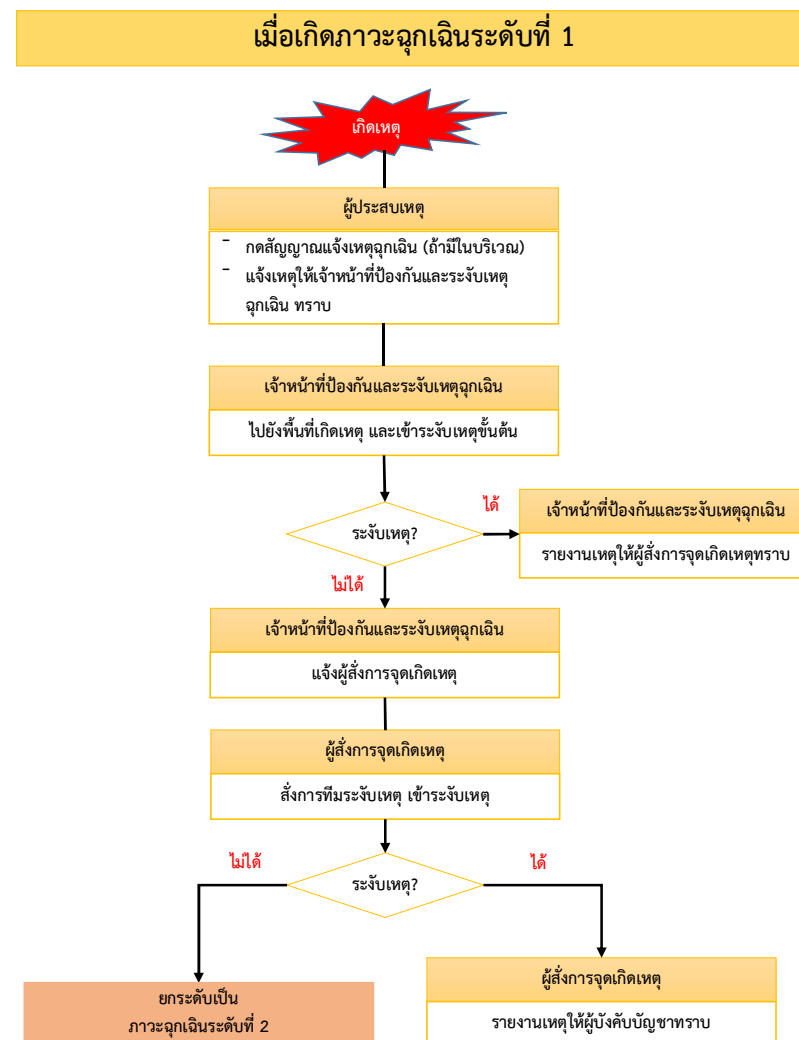 เมื่อเกิดภาวะฉุกเฉินระดับที่ 1
เกิดเหตุ
ผู้ประสบเหตุ
- กดสัญญาณแจ้งเหตุฉุกเฉิน (ถ้ามีในบริเวณ)
- แจ้งเหตุให้เจ้าหน้าที่ป้องกันและระงับเหตุ
ฉุกเฉิน ทราบ
เจ้าหน้าที่ป้องกันและระงับเหตุฉุกเฉิน
ไปยังพื้นที่เกิดเหตุ และเข้าระงับเหตุขั้นต้น
ระงับเหตุ?
ได้
เจ้าหน้าที่ป้องกันและระงับเหตุฉุกเฉิน
รายงานเหตุให้ผู้สั่งการจุดเกิดเหตุทราบ
ไม่ได้
เจ้าหน้าที่ป้องกันและระงับเหตุฉุกเฉิน
แจ้งผู้สั่งการจุดเกิดเหตุ
ผู้สั่งการจุดเกิดเหตุ
สั่งการทีมระงับเหตุ เข้าระงับเหตุ
ไม่ได้
ระงับเหตุ?
ได้
ยกระดับเป็น
ภาวะฉุกเฉินระดับที่ 2
ผู้สั่งการจุดเกิดเหตุ
รายงานเหตุให้ผู้บังคับบัญชาทราบ